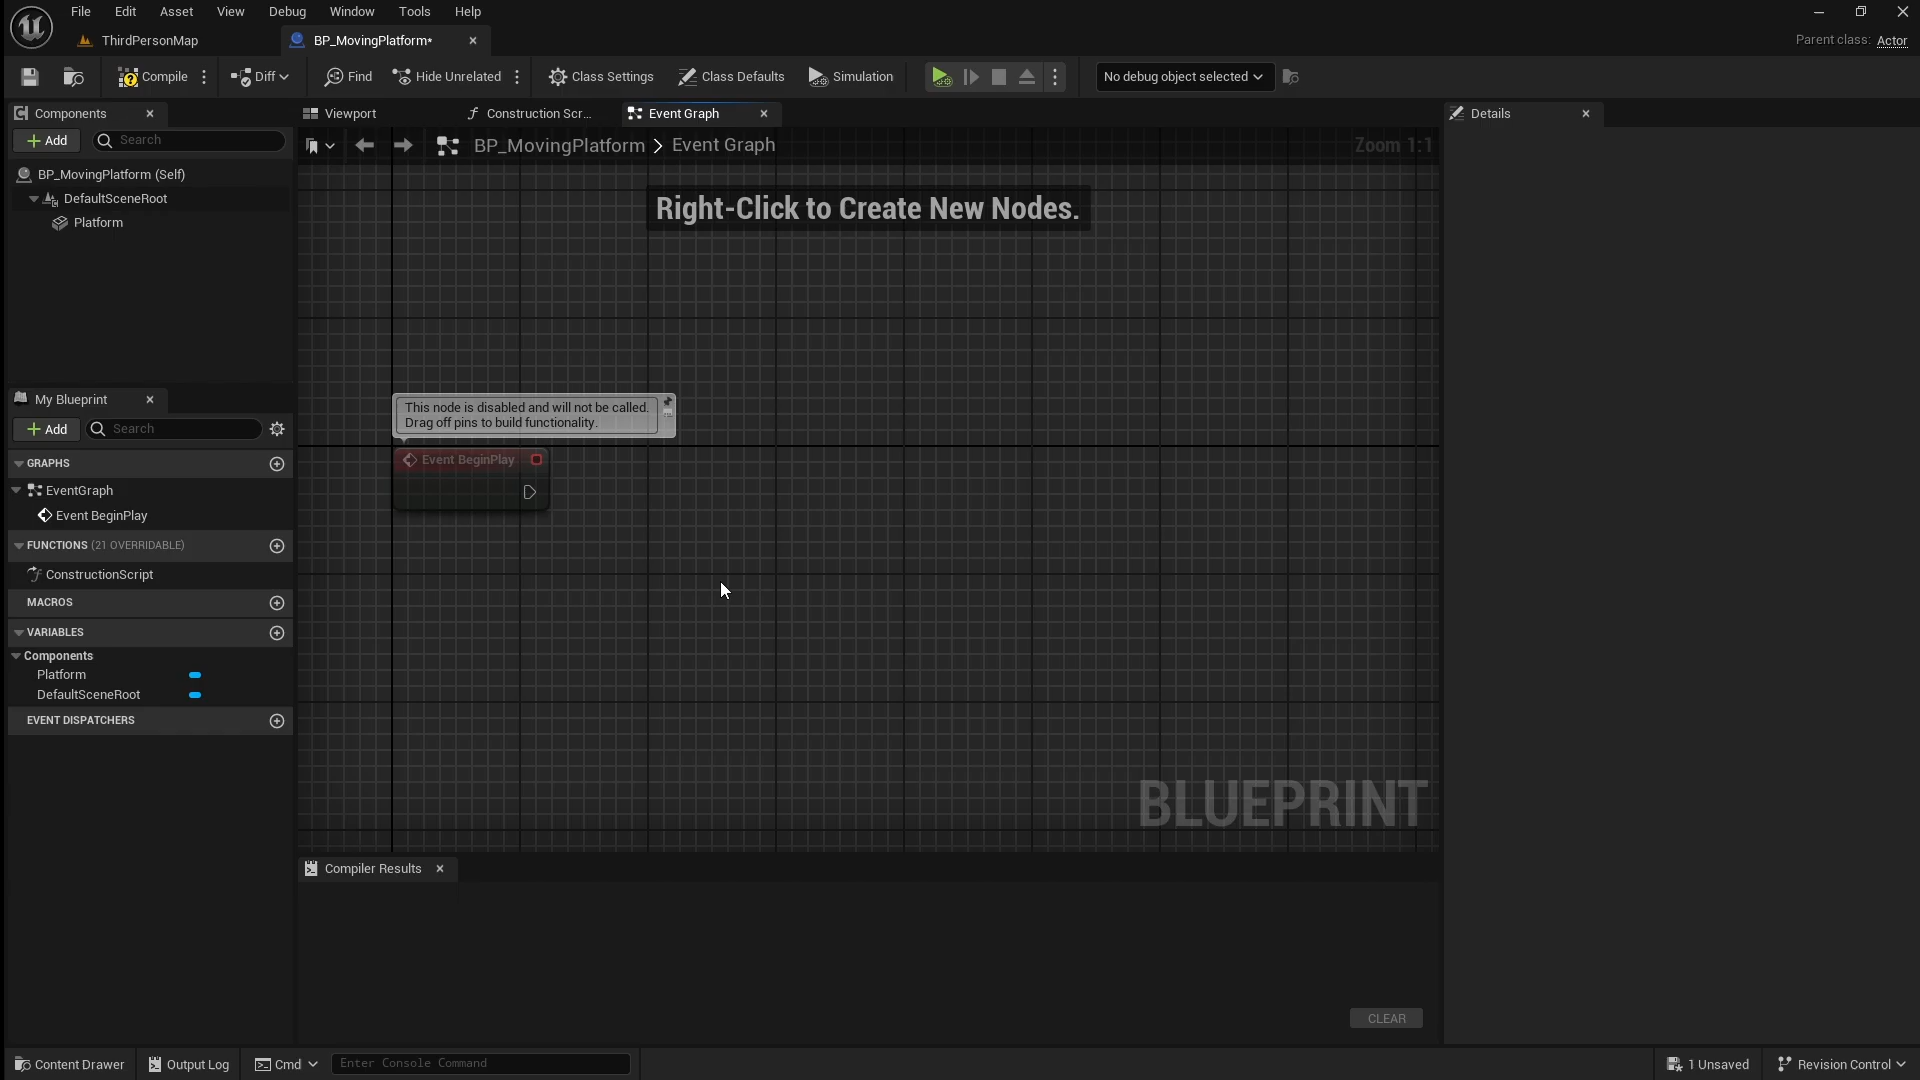 File Edit Asset View Debug Window Tools Help
ThirdPersonMap BP_MovingPlatform* Parent class: Actor
Compile Diff Find Hide Unrelated Class Settings Class Defaults Simulation No debug object selected
Components Viewport Construction Scr... Event Graph Details
Add Search BP_MovingPlatform > Event Graph Zoom 1:1
BP_MovingPlatform (Self)
DefaultSceneRoot
Platform
Right-Click to Create New Nodes.
This node is disabled and will not be called.
Drag off pins to build functionality.
Event BeginPlay
My Blueprint
Add Search
GRAPHS
EventGraph
Event BeginPlay
FUNCTIONS (21 OVERRIDABLE)
ConstructionScript
MACROS
VARIABLES
Components
Platform
DefaultSceneRoot
EVENT DISPATCHERS
BLUEPRINT
Compiler Results
CLEAR
Content Drawer Output Log Cmd Enter Console Command 1 Unsaved Revision Control